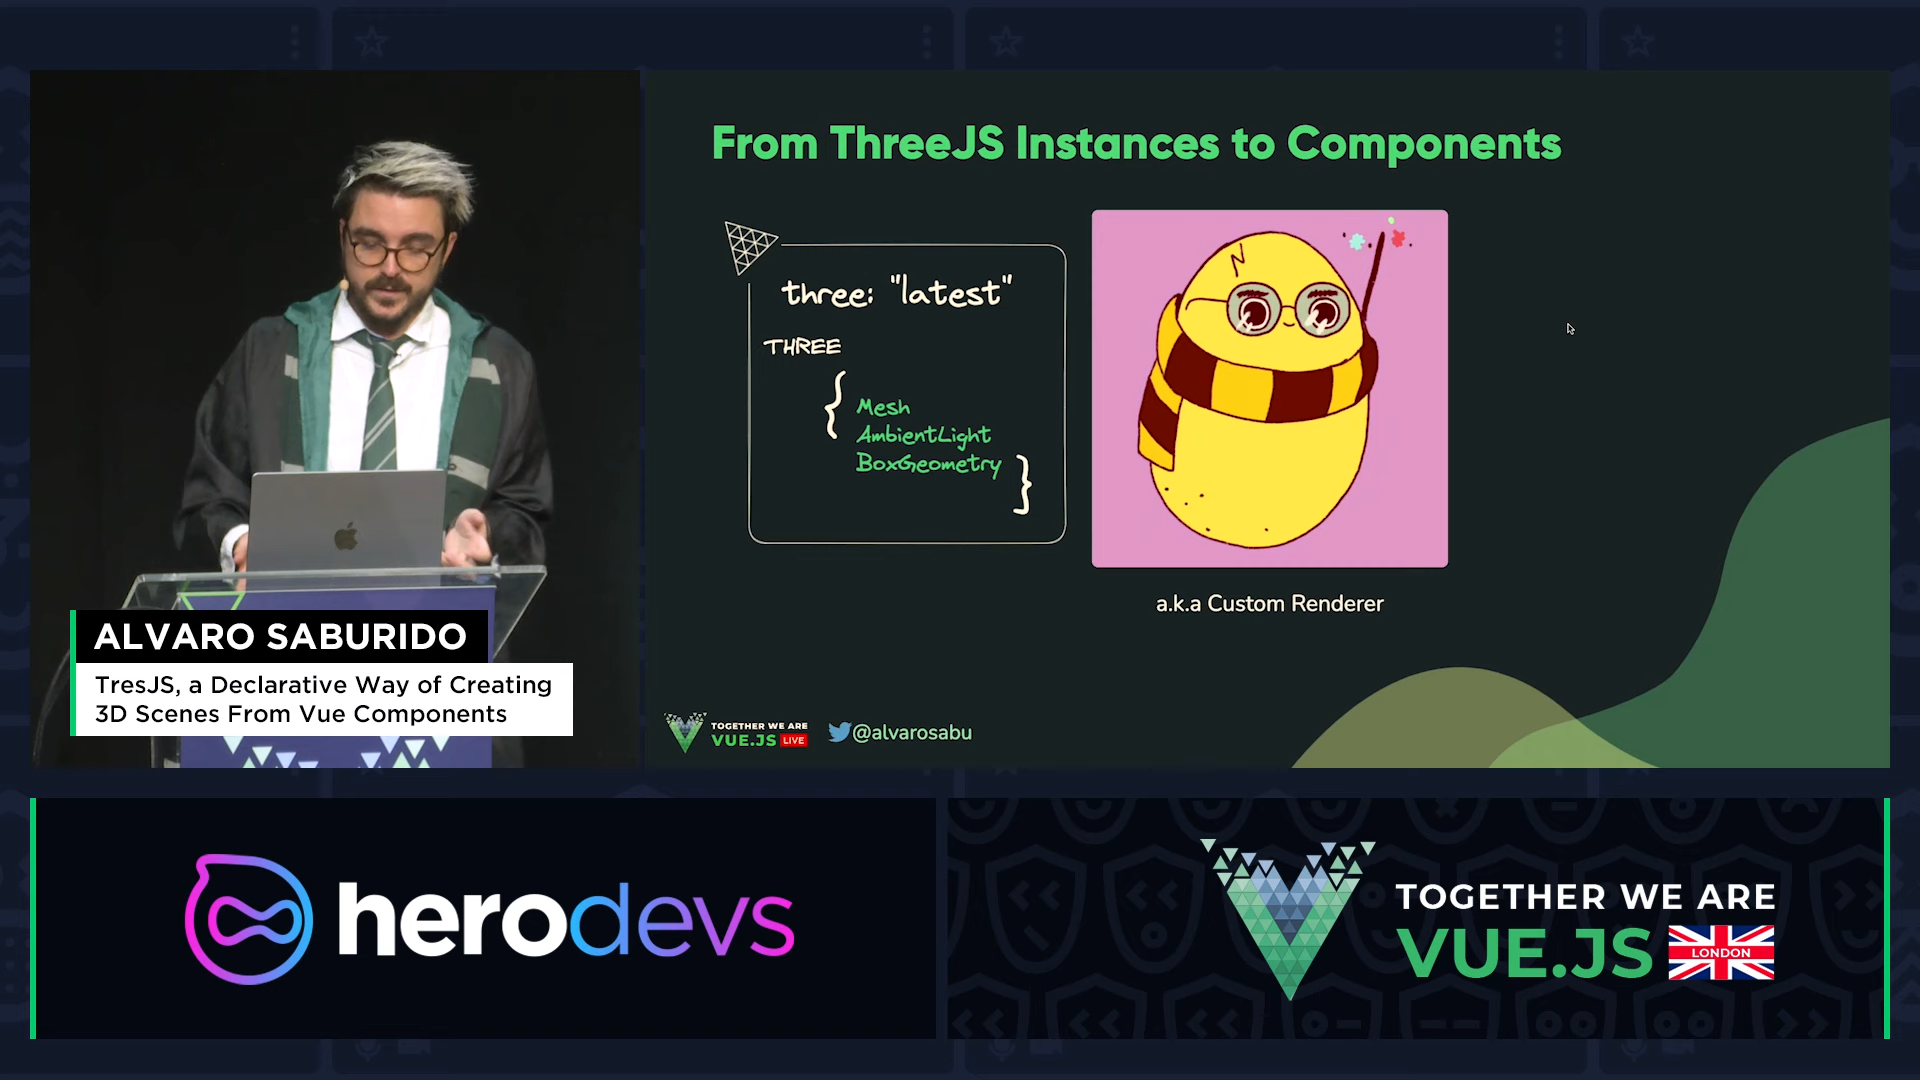 From ThreeJS Instances to Components
three: "latest"
THREE
{
Mesh
AmbientLight
BoxGeometry
}
a.k.a Custom Renderer
TOGETHER WE ARE
VUE.JS LIVE
@alvarosabu
ALVARO SABURIDO
TresJS, a Declarative Way of Creating
3D Scenes From Vue Components
herodevs
TOGETHER WE ARE
VUE.JS
LONDON